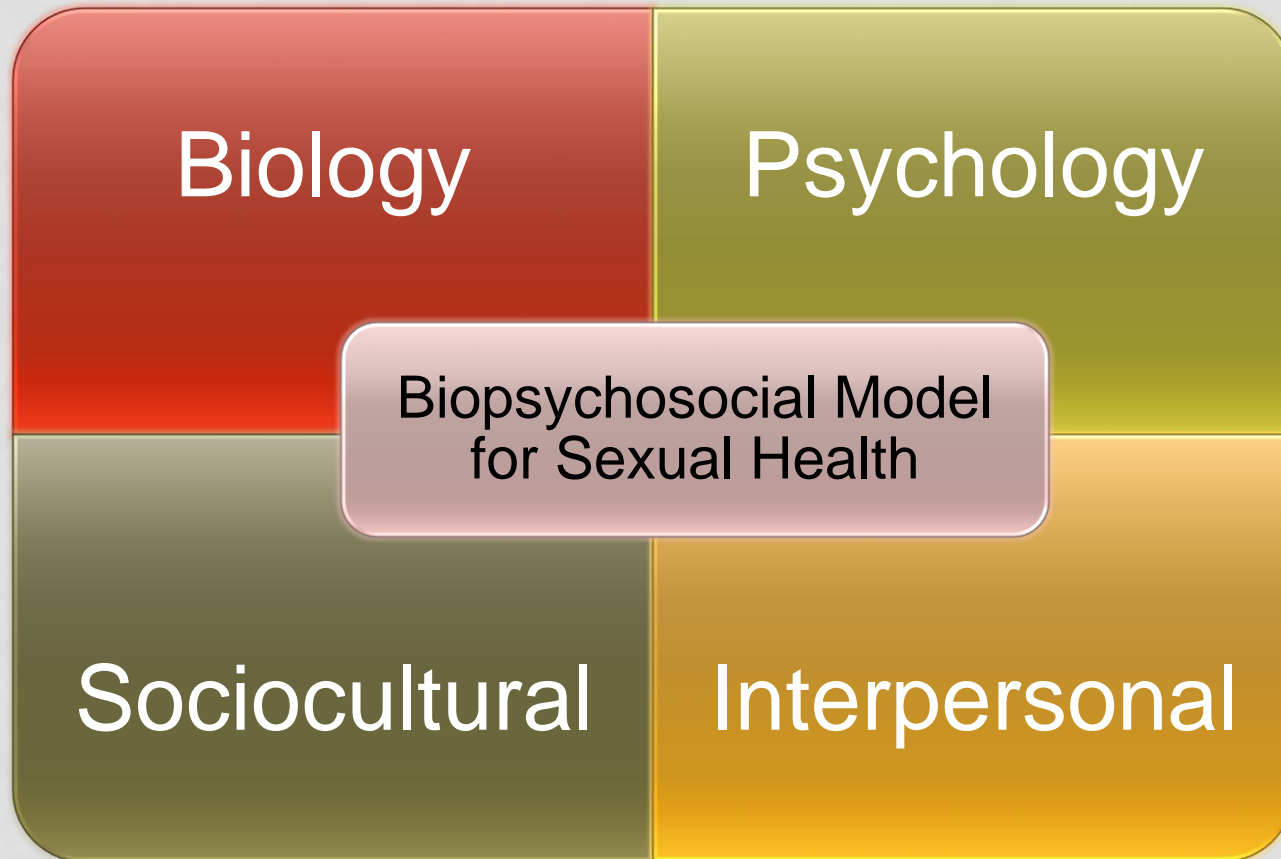 Biology
Psychology
Biopsychosocial Model
for Sexual Health
Sociocultural
Interpersonal